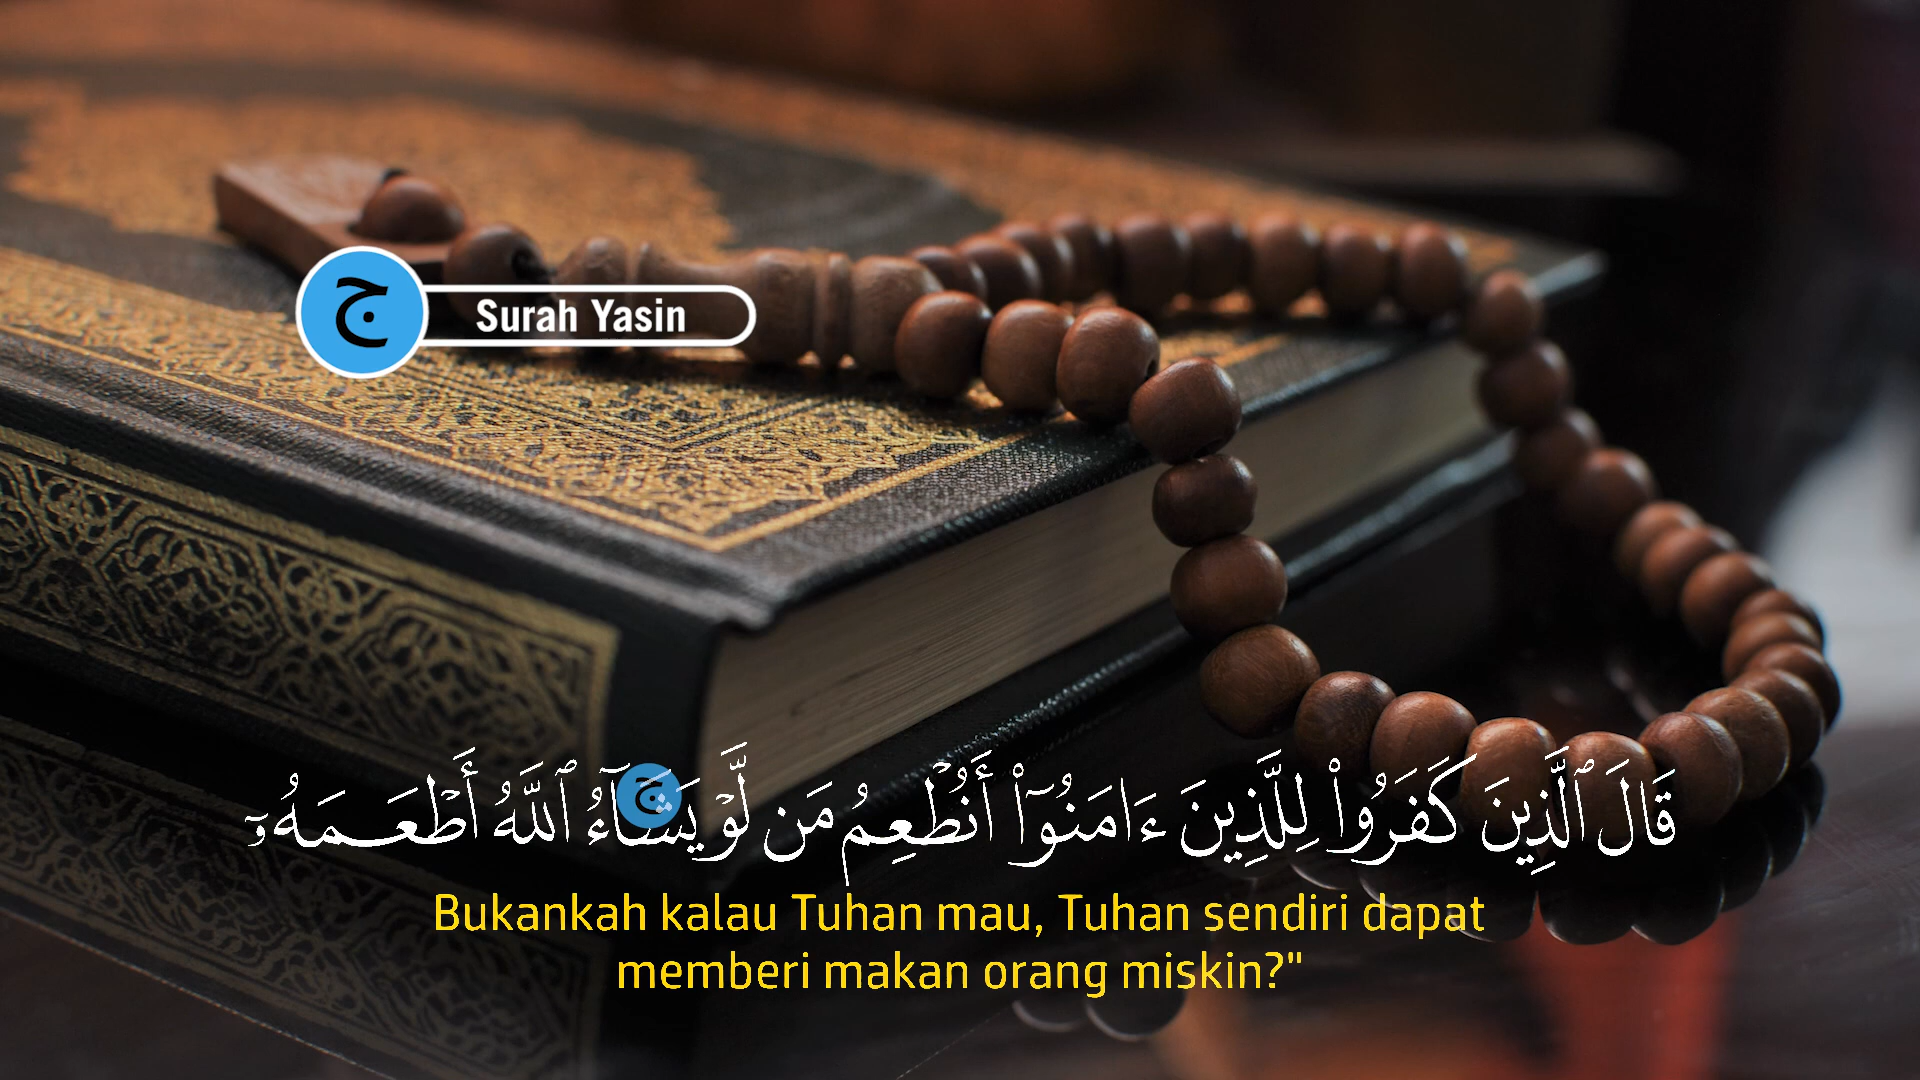 ج
Surah Yasin
قَالَ ٱلَّذِينَ كَفَرُوا۟ لِلَّذِينَ ءَامَنُوٓا۟ أَنُطْعِمُ مَن لَّوْ يَشَآءُ ٱللَّهُ أَطْعَمَهُۥٓ
ج
Bukankah kalau Tuhan mau, Tuhan sendiri dapat
memberi makan orang miskin?"